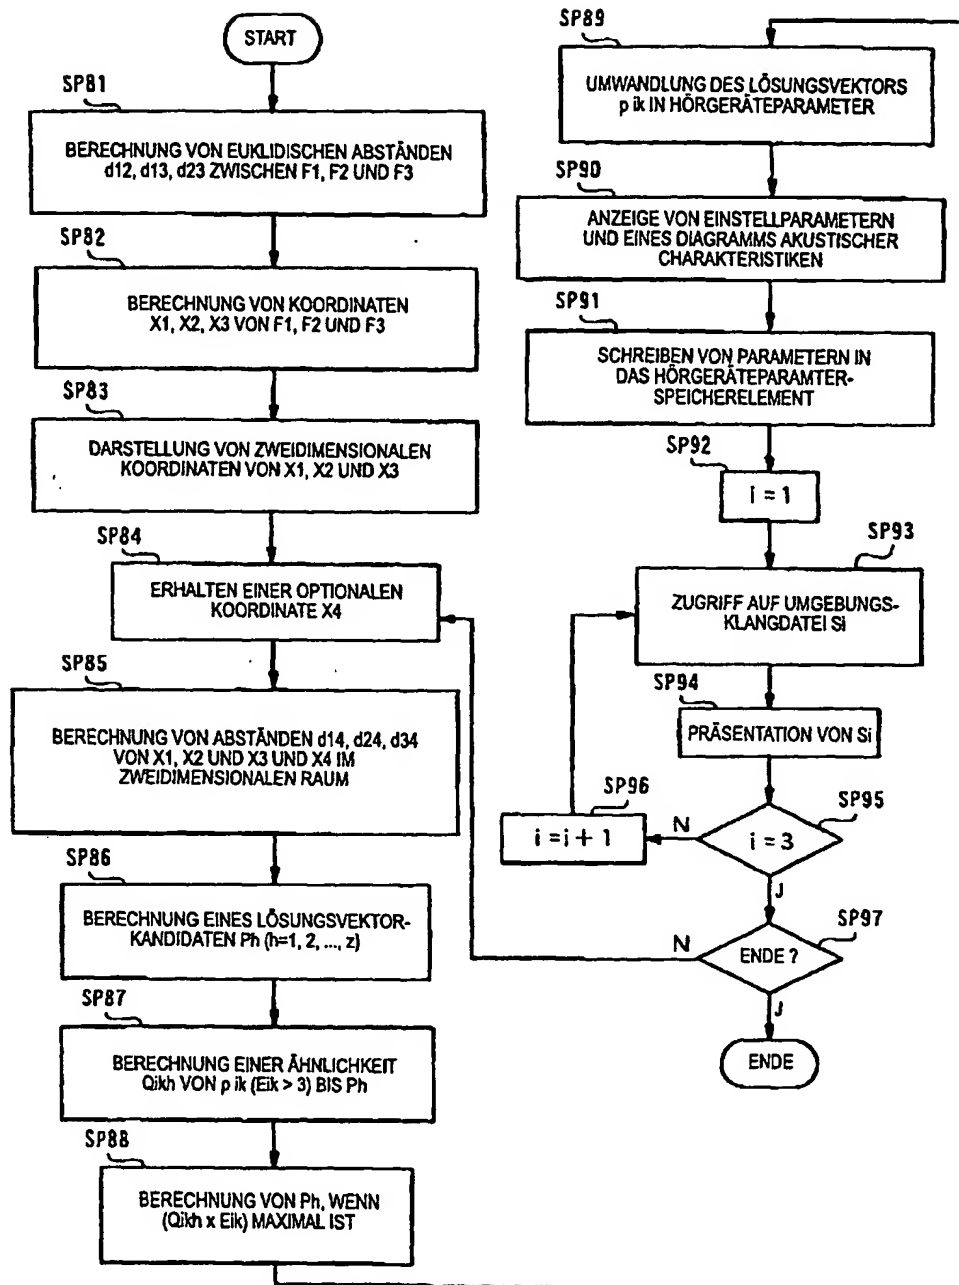 START
SP81
BERECHNUNG VON EUKLIDISCHEN ABSTÄNDEN
d12, d13, d23 ZWISCHEN F1, F2 UND F3
SP82
BERECHNUNG VON KOORDINATEN
X1, X2, X3 VON F1, F2 UND F3
SP83
DARSTELLUNG VON ZWEIDIMENSIONALEN
KOORDINATEN VON X1, X2 UND X3
SP84
ERHALTEN EINER OPTIONALEN
KOORDINATE X4
SP85
BERECHNUNG VON ABSTÄNDEN d14, d24, d34
VON X1, X2 UND X3 UND X4 IM
ZWEIDIMENSIONALEN RAUM
SP86
BERECHNUNG EINES LÖSUNGSVEKTOR-
KANDIDATEN Ph (h=1, 2, ..., z)
SP87
BERECHNUNG EINER ÄHNLICHKEIT
Qikh VON p ik (Eik > 3) BIS Ph
SP88
BERECHNUNG VON Ph, WENN
(Qikh x Eik) MAXIMAL IST
SP89
UMWANDLUNG DES LÖSUNGSVEKTORS
p ik IN HÖRGERÄTEPARAMETER
SP90
ANZEIGE VON EINSTELLPARAMETERN
UND EINES DIAGRAMMS AKUSTISCHER
CHARAKTERISTIKEN
SP91
SCHREIBEN VON PARAMETERN IN
DAS HÖRGERÄTEPARAMTER-
SPEICHERELEMENT
SP92
i = 1
SP93
ZUGRIFF AUF UMGEBUNGS-
KLANGDATEI Si
SP94
PRÄSENTATION VON Si
SP95
i = 3
N
J
SP96
i = i + 1
SP97
ENDE ?
N
J
ENDE